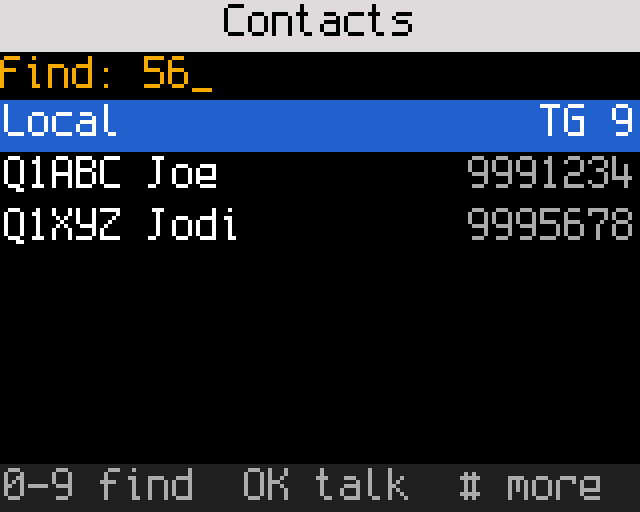 Contacts
Find: 56_
Local TG 9
Q1ABC Joe 9991234
Q1XYZ Jodi 9995678
0-9 find OK talk # more